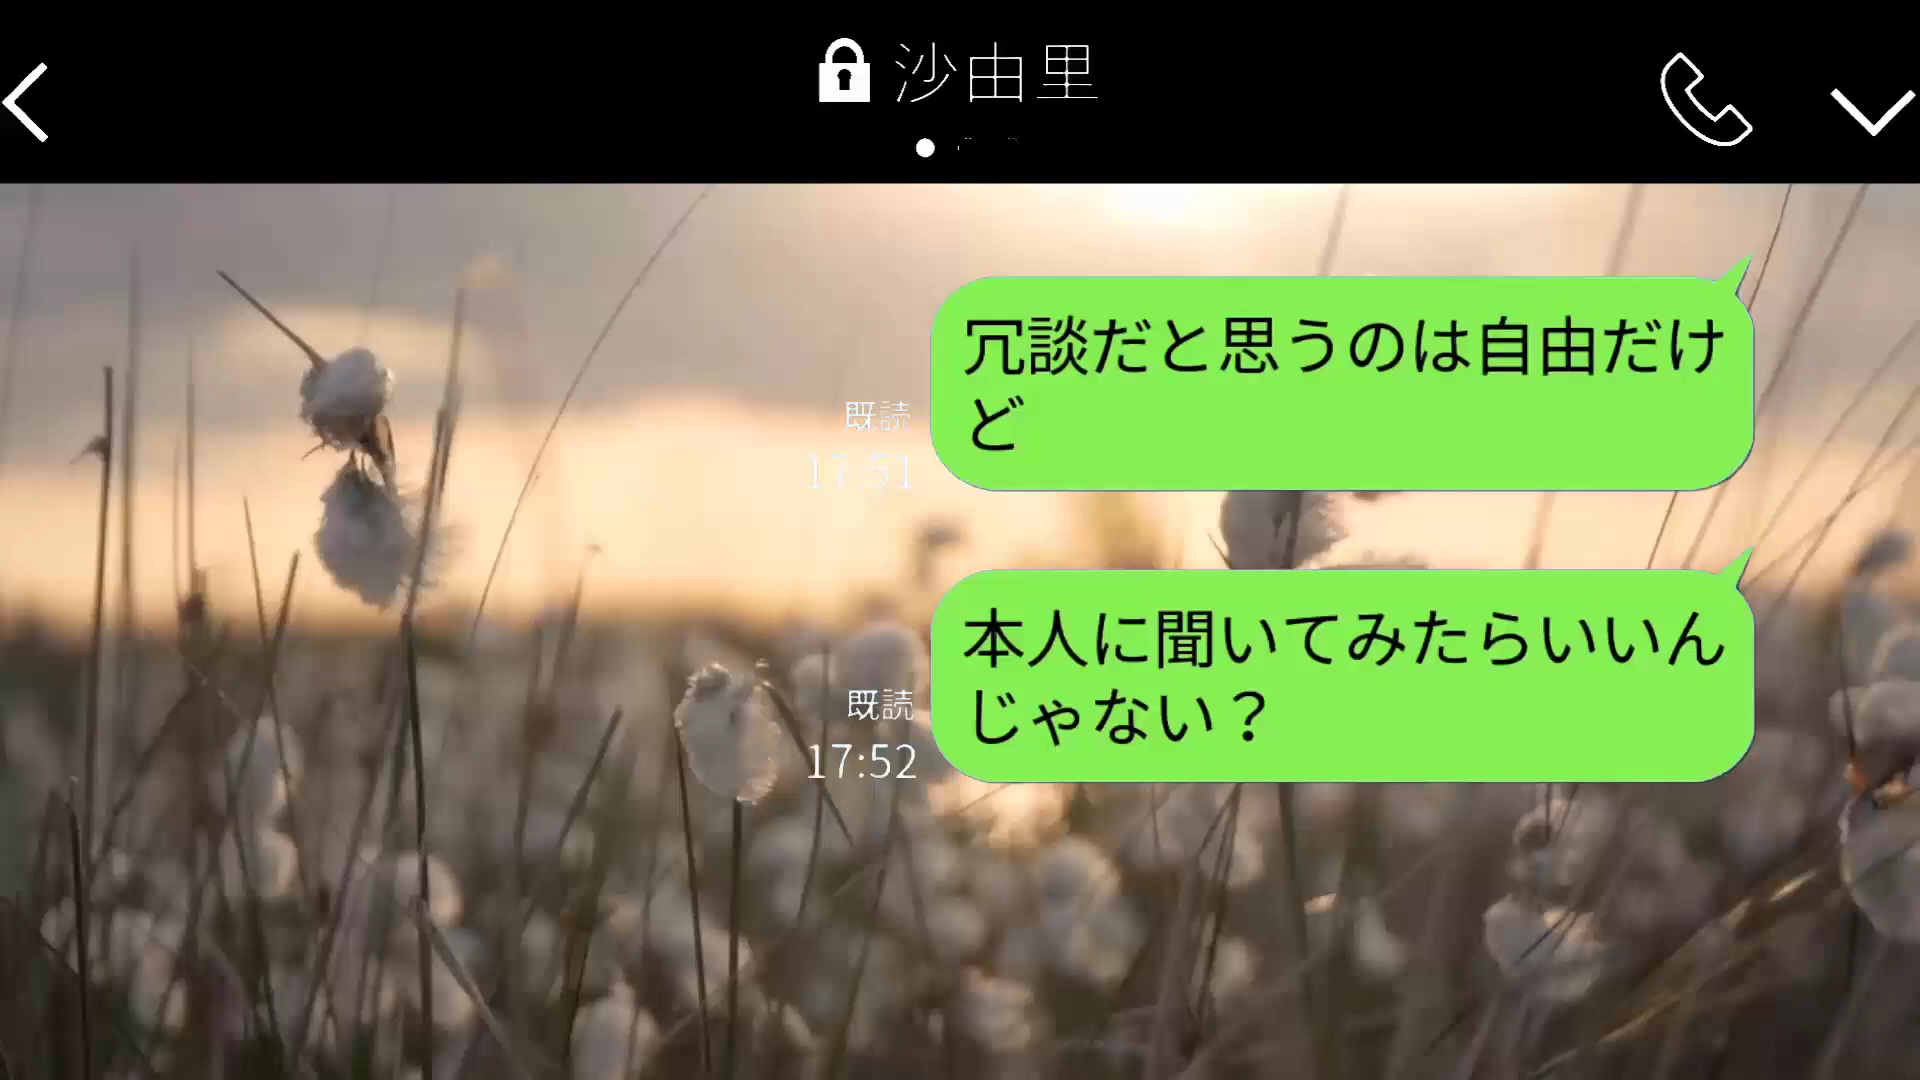 沙由里
冗談だと思うのは自由だけ
ど
既読
17:51
本人に聞いてみたらいいん
じゃない？
既読
17:52